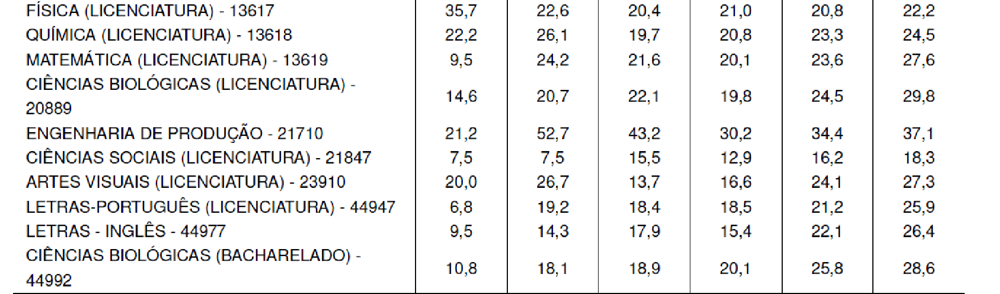 FÍSICA (LICENCIATURA) - 13617 35,7 22,6 20,4 21,0 20,8 22,2
QUÍMICA (LICENCIATURA) - 13618 22,2 26,1 19,7 20,8 23,3 24,5
MATEMÁTICA (LICENCIATURA) - 13619 9,5 24,2 21,6 20,1 23,6 27,6
CIÊNCIAS BIOLÓGICAS (LICENCIATURA) -
20889 14,6 20,7 22,1 19,8 24,5 29,8
ENGENHARIA DE PRODUÇÃO - 21710 21,2 52,7 43,2 30,2 34,4 37,1
CIÊNCIAS SOCIAIS (LICENCIATURA) - 21847 7,5 7,5 15,5 12,9 16,2 18,3
ARTES VISUAIS (LICENCIATURA) - 23910 20,0 26,7 13,7 16,6 24,1 27,3
LETRAS-PORTUGUÊS (LICENCIATURA) - 44947 6,8 19,2 18,4 18,5 21,2 25,9
LETRAS - INGLÊS - 44977 9,5 14,3 17,9 15,4 22,1 26,4
CIÊNCIAS BIOLÓGICAS (BACHARELADO) -
44992 10,8 18,1 18,9 20,1 25,8 28,6